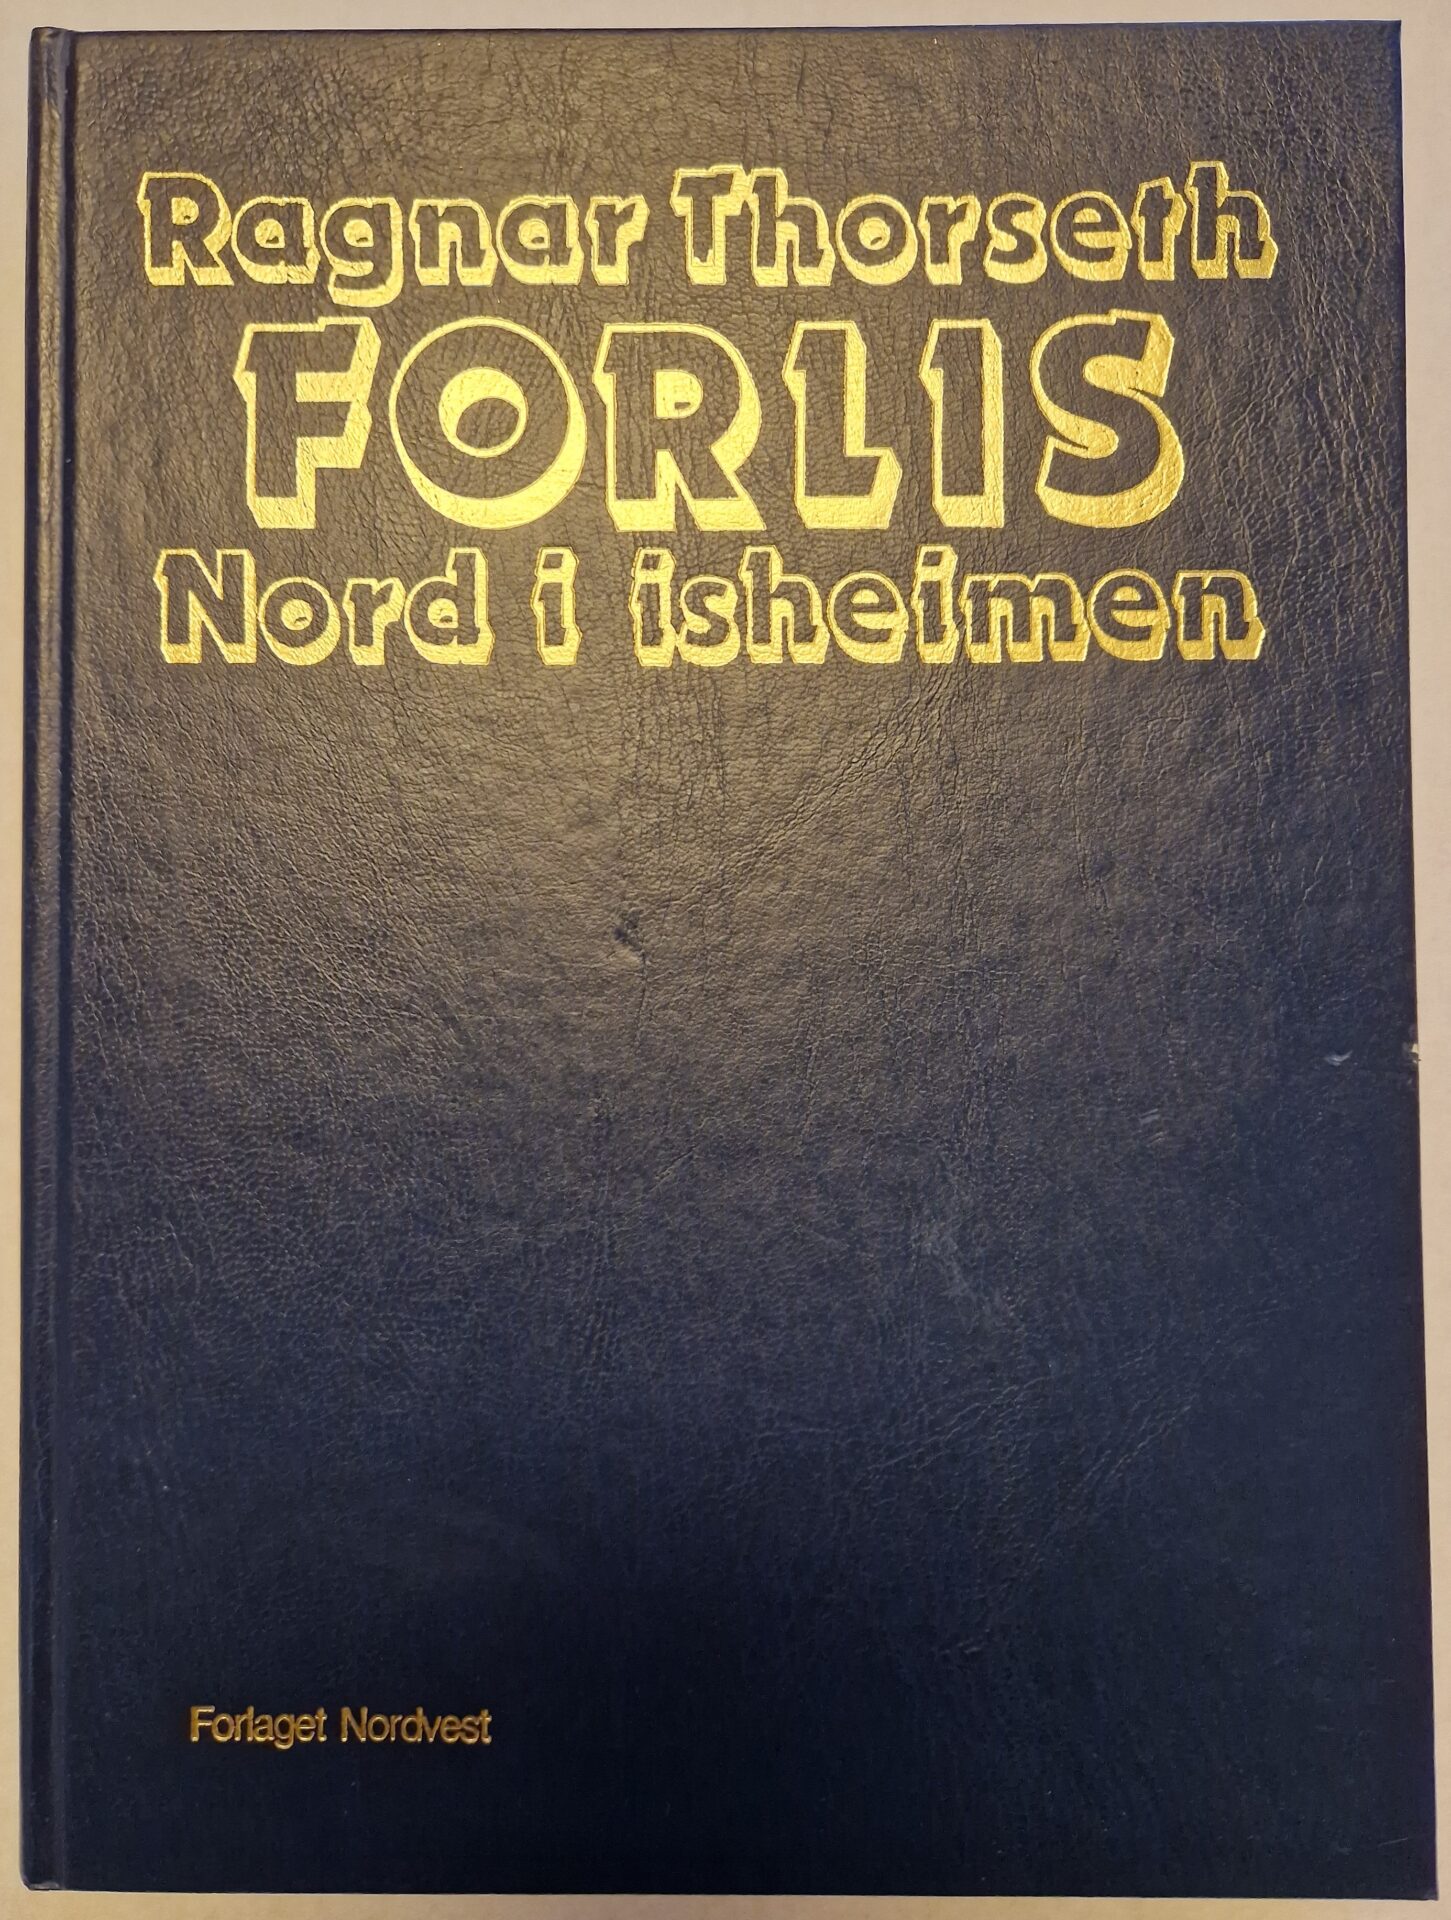 Ragnar Thorseth
FORLIS
Nord i isheimen
Forlaget Nordvest